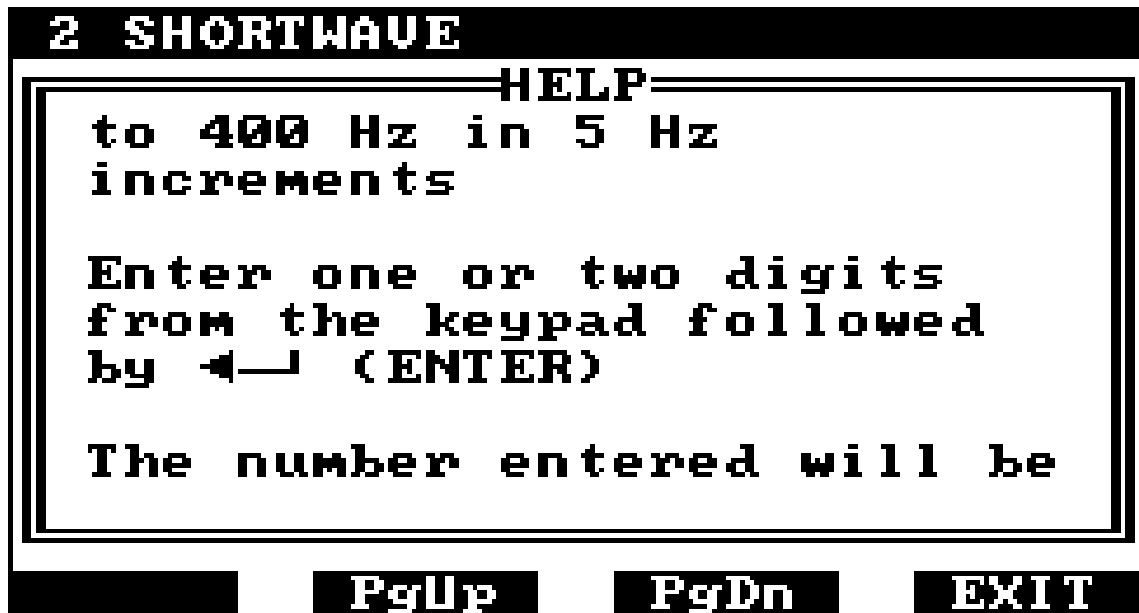 2 SHORTWAVE
HELP
to 400 Hz in 5 Hz
increments
Enter one or two digits
from the keypad followed
by ◄─┘ (ENTER)
The number entered will be
PgUp PgDn EXIT